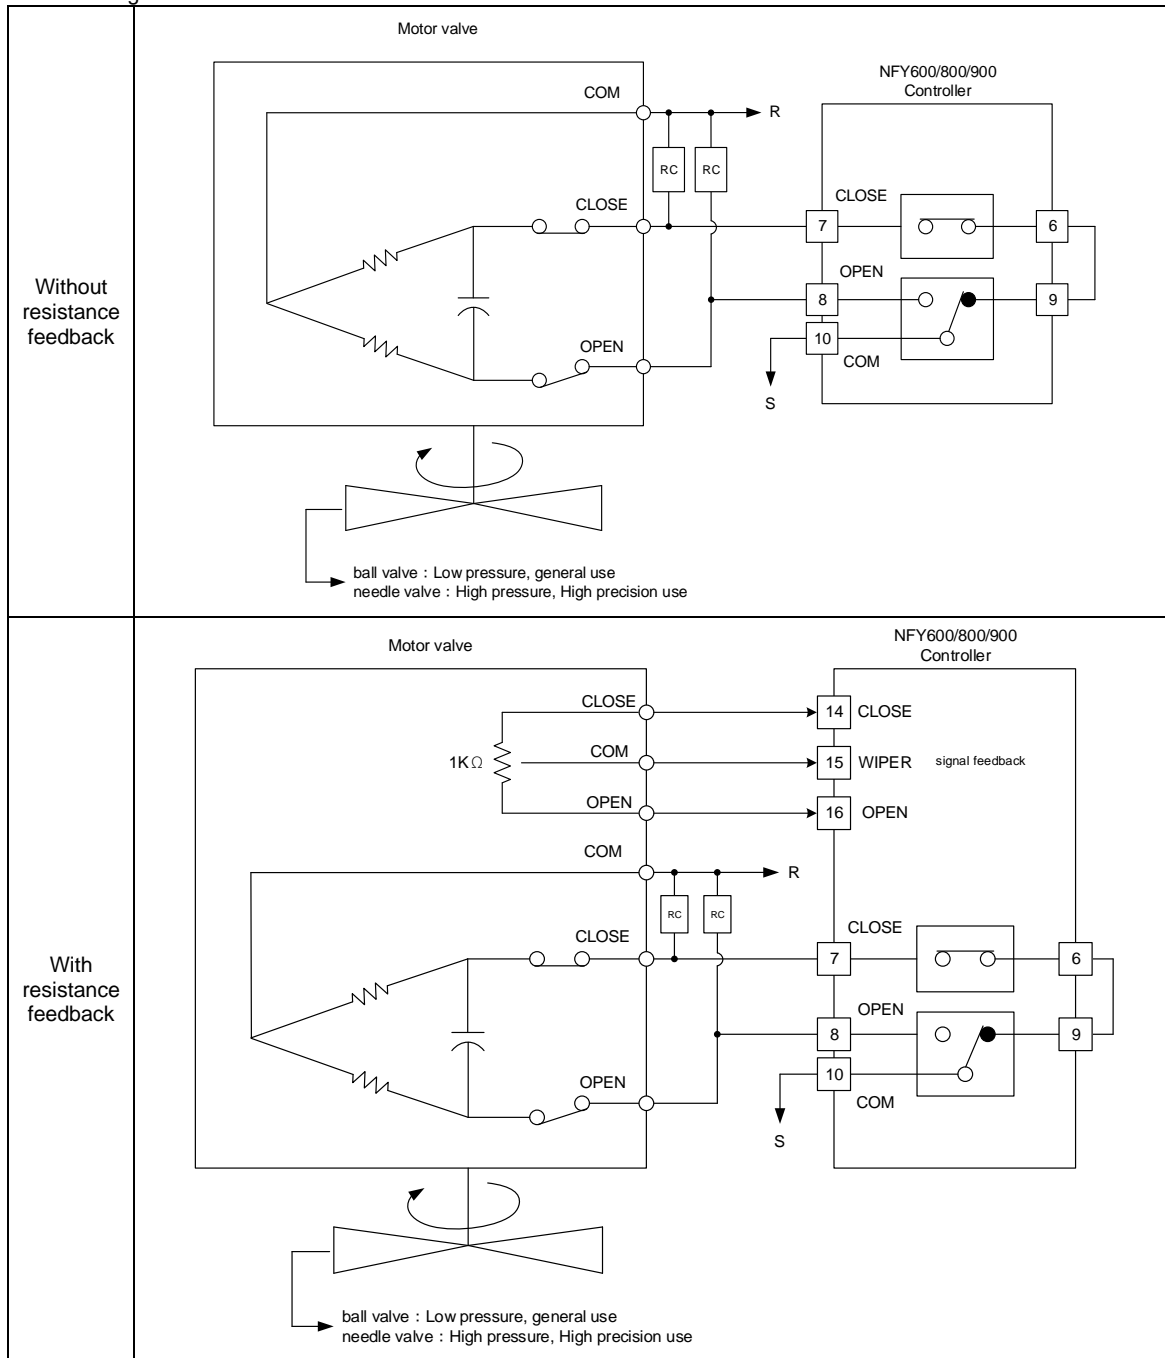 Motor valve
NFY600/800/900
Controller
COM
R
RC
RC
CLOSE
CLOSE
7
6
OPEN
8
9
10
COM
OPEN
S
Without
resistance
feedback
ball valve : Low pressure, general use
needle valve : High pressure, High precision use
Motor valve
NFY600/800/900
Controller
CLOSE
14
CLOSE
1KΩ
COM
15
WIPER
signal feedback
OPEN
16
OPEN
COM
R
RC
RC
CLOSE
CLOSE
7
6
OPEN
8
9
10
COM
OPEN
S
With
resistance
feedback
ball valve : Low pressure, general use
needle valve : High pressure, High precision use